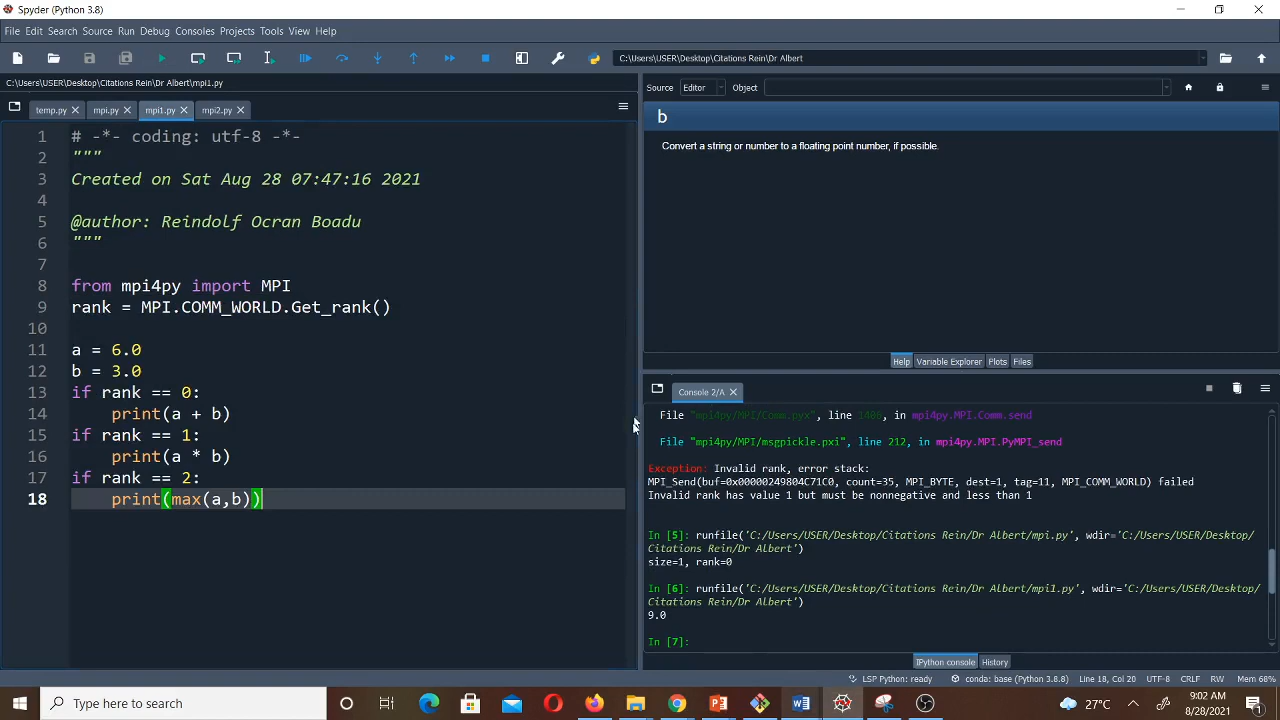 Spyder (Python 3.8)
File Edit Search Source Run Debug Consoles Projects Tools View Help
C:\Users\USER\Desktop\Citations Rein\Dr Albert
C:\Users\USER\Desktop\Citations Rein\Dr Albert\mpi1.py
temp.py mpi.py mpi1.py mpi2.py
1 # -*- coding: utf-8 -*-
2 """
3 Created on Sat Aug 28 07:47:16 2021
4
5 @author: Reindolf Ocran Boadu
6 """
7
8 from mpi4py import MPI
9 rank = MPI.COMM_WORLD.Get_rank()
10
11 a = 6.0
12 b = 3.0
13 if rank == 0:
14 print(a + b)
15 if rank == 1:
16 print(a * b)
17 if rank == 2:
18 print(max(a,b))
Source Editor Object
b
Convert a string or number to a floating point number, if possible.
Help Variable Explorer Plots Files
Console 2/A
File "mpi4py/MPI/Comm.pyx", line 1406, in mpi4py.MPI.Comm.send
File "mpi4py/MPI/msgpickle.pxi", line 212, in mpi4py.MPI.PyMPI_send
Exception: Invalid rank, error stack:
MPI_Send(buf=0x00000249804C71C0, count=35, MPI_BYTE, dest=1, tag=11, MPI_COMM_WORLD) failed
Invalid rank has value 1 but must be nonnegative and less than 1
In [5]: runfile('C:/Users/USER/Desktop/Citations Rein/Dr Albert/mpi.py', wdir='C:/Users/USER/Desktop/
Citations Rein/Dr Albert')
size=1, rank=0
In [6]: runfile('C:/Users/USER/Desktop/Citations Rein/Dr Albert/mpi1.py', wdir='C:/Users/USER/Desktop/
Citations Rein/Dr Albert')
9.0
In [7]:
IPython console History
LSP Python: ready conda: base (Python 3.8.8) Line 18, Col 20 UTF-8 CRLF RW Mem 68%
Type here to search
27°C
9:02 AM
8/28/2021